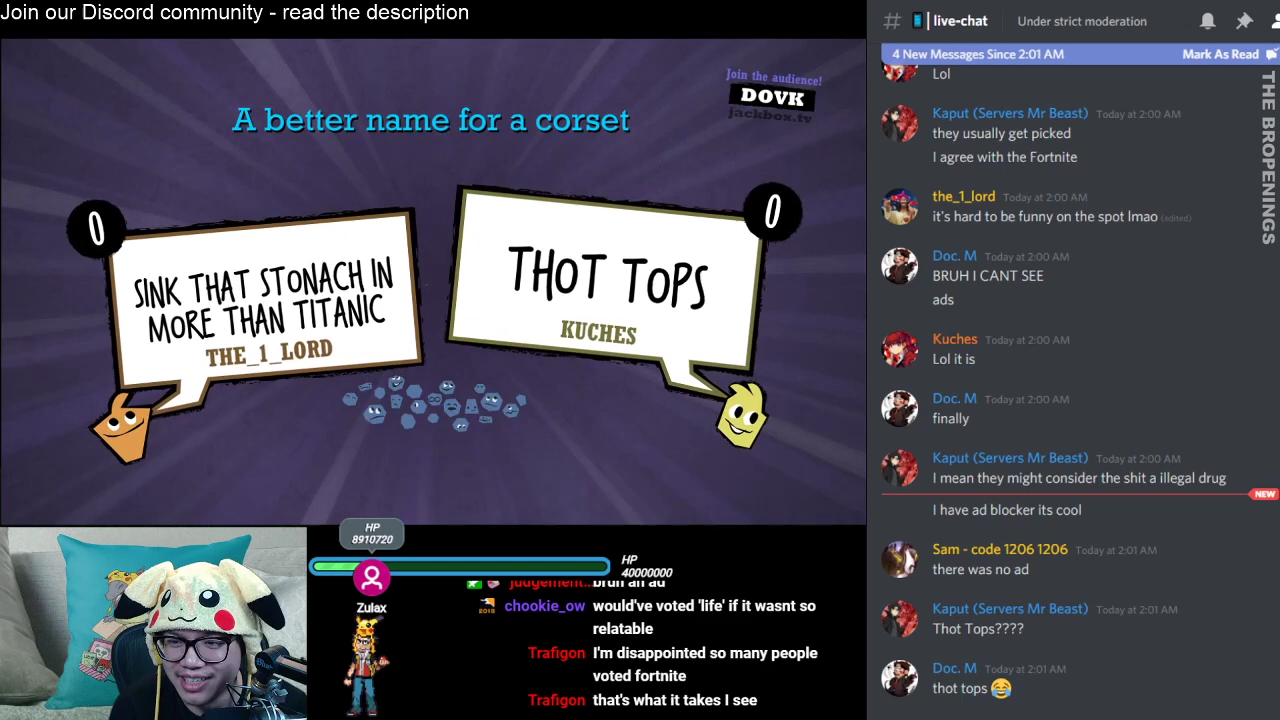 Join our Discord community - read the description
Join the audience!
DOVK
jackbox.tv
A better name for a corset
0
SINK THAT STONACH IN
MORE THAN TITANIC
THE_1_LORD
0
THOT TOPS
KUCHES
HP
8910720
HP
40000000
Zulax
judgement... bruh an ad
chookie_ow would've voted 'life' if it wasnt so
relatable
Trafigon I'm disappointed so many people
voted fortnite
Trafigon that's what it takes I see
# live-chat Under strict moderation
4 New Messages Since 2:01 AM Mark As Read
Lol
Kaput (Servers Mr Beast) Today at 2:00 AM
they usually get picked
I agree with the Fortnite
the_1_lord Today at 2:00 AM
it's hard to be funny on the spot lmao (edited)
Doc. M Today at 2:00 AM
BRUH I CANT SEE
ads
Kuches Today at 2:00 AM
Lol it is
Doc. M Today at 2:00 AM
finally
Kaput (Servers Mr Beast) Today at 2:00 AM
I mean they might consider the shit a illegal drug
NEW
I have ad blocker its cool
Sam - code 1206 1206 Today at 2:01 AM
there was no ad
Kaput (Servers Mr Beast) Today at 2:01 AM
Thot Tops????
Doc. M Today at 2:01 AM
thot tops 😂
THE BROPENINGS